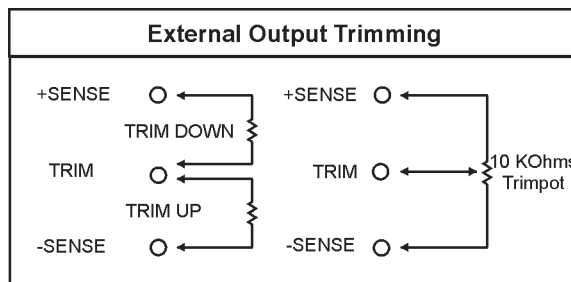 External Output Trimming
+SENSE
TRIM DOWN
TRIM
TRIM UP
-SENSE
+SENSE
TRIM
10 KOhms
Trimpot
-SENSE